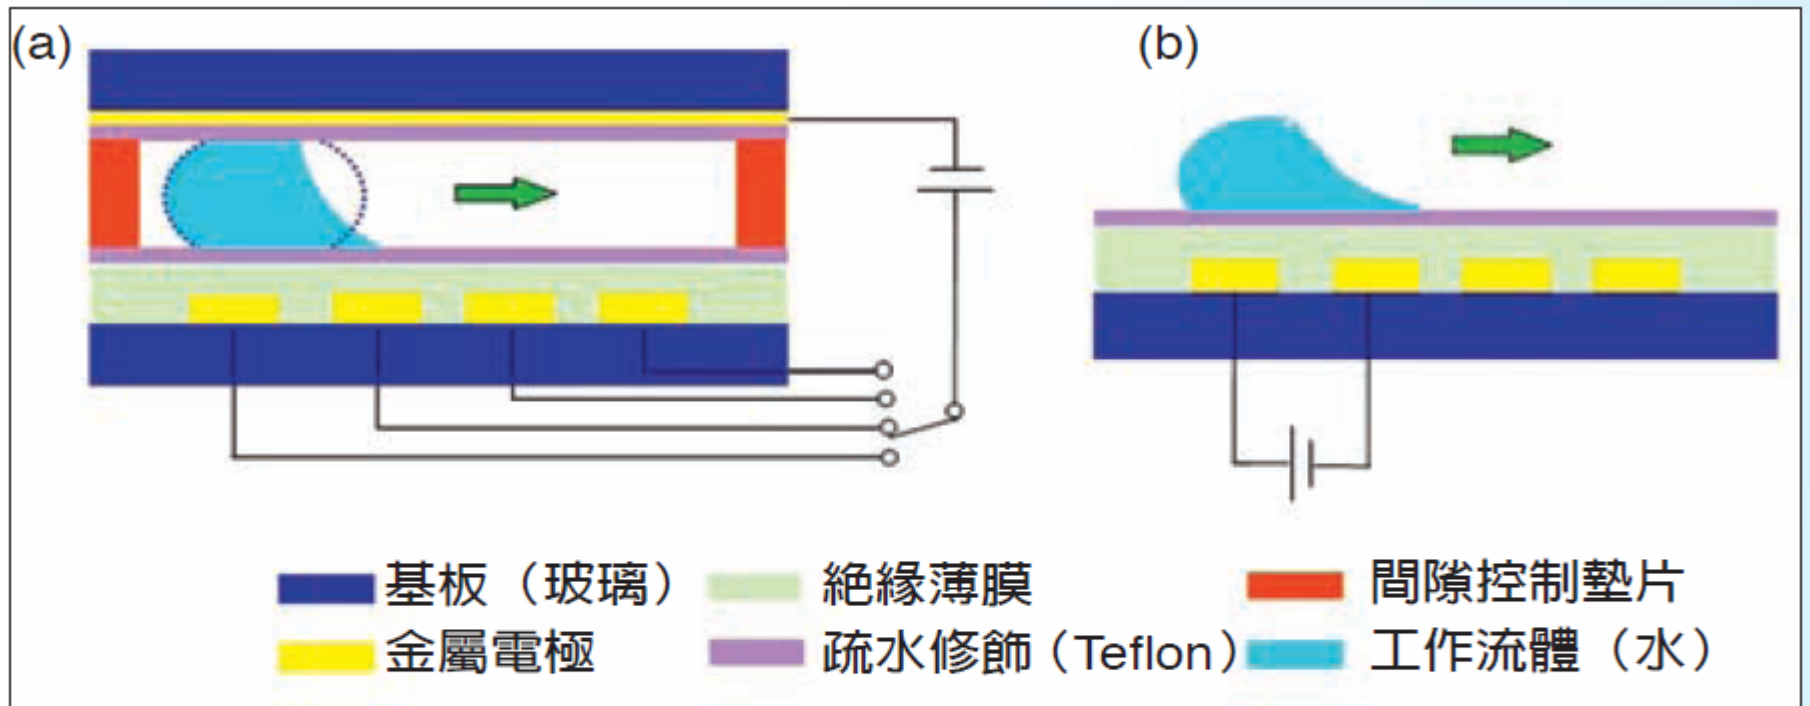 (a)
(b)
基板（玻璃） 絕緣薄膜 間隙控制墊片
金屬電極 疏水修飾（Teflon） 工作流體（水）